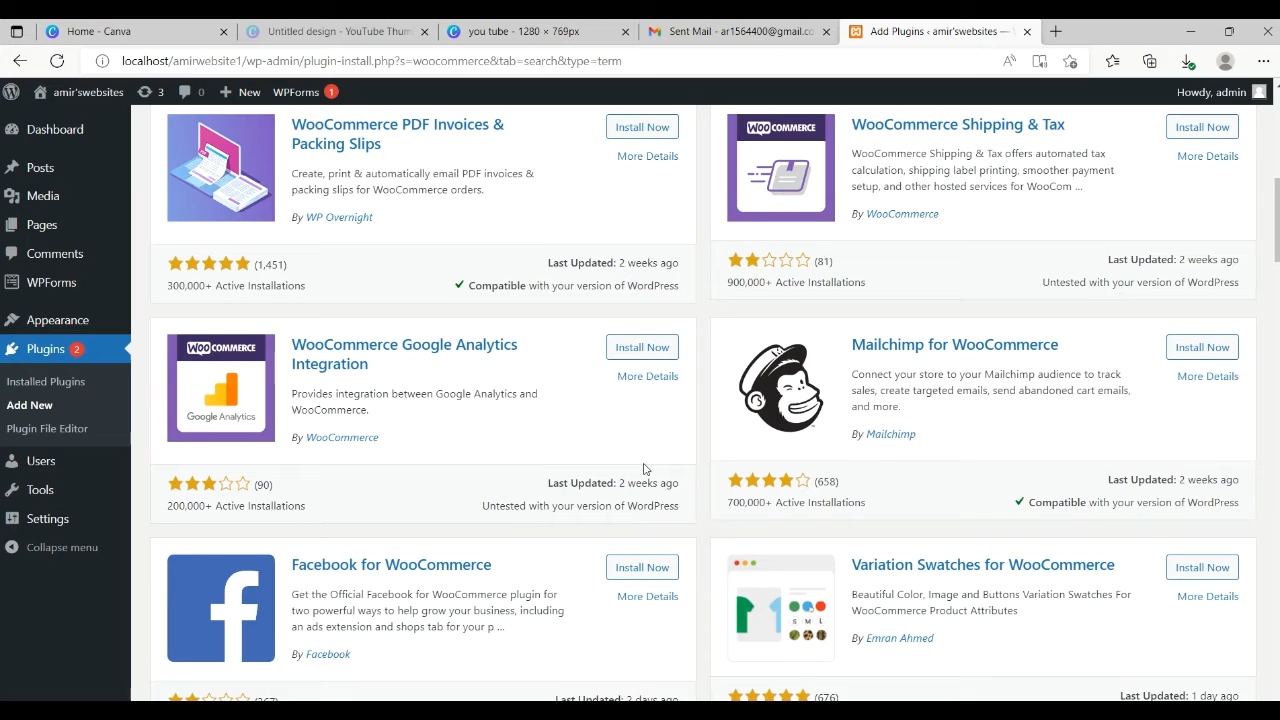 Home - Canva
Untitled design - YouTube Thum
you tube - 1280 × 769px
Sent Mail - ar1564400@gmail.co
Add Plugins ‹ amir'swebsites — \
localhost/amirwebsite1/wp-admin/plugin-install.php?s=woocommerce&tab=search&type=term
amir'swebsites 3 0 New WPForms 1 Howdy, admin
Dashboard
Posts
Media
Pages
Comments
WPForms
Appearance
Plugins 2
Installed Plugins
Add New
Plugin File Editor
Users
Tools
Settings
Collapse menu
WooCommerce PDF Invoices &
Packing Slips
Install Now
More Details
Create, print & automatically email PDF invoices &
packing slips for WooCommerce orders.
By WP Overnight
(1,451)
Last Updated: 2 weeks ago
300,000+ Active Installations
Compatible with your version of WordPress
WOO COMMERCE
WooCommerce Shipping & Tax
Install Now
More Details
WooCommerce Shipping & Tax offers automated tax
calculation, shipping label printing, smoother payment
setup, and other hosted services for WooCom ...
By WooCommerce
(81)
Last Updated: 2 weeks ago
900,000+ Active Installations
Untested with your version of WordPress
WOO COMMERCE
Google Analytics
WooCommerce Google Analytics
Integration
Install Now
More Details
Provides integration between Google Analytics and
WooCommerce.
By WooCommerce
(90)
Last Updated: 2 weeks ago
200,000+ Active Installations
Untested with your version of WordPress
Mailchimp for WooCommerce
Install Now
More Details
Connect your store to your Mailchimp audience to track
sales, create targeted emails, send abandoned cart emails,
and more.
By Mailchimp
(658)
Last Updated: 2 weeks ago
700,000+ Active Installations
Compatible with your version of WordPress
Facebook for WooCommerce
Install Now
More Details
Get the Official Facebook for WooCommerce plugin for
two powerful ways to help grow your business, including
an ads extension and shops tab for your p ...
By Facebook
Last Updated: 2 days ago
S M L
Variation Swatches for WooCommerce
Install Now
More Details
Beautiful Color, Image and Buttons Variation Swatches For
WooCommerce Product Attributes
By Emran Ahmed
(676)
Last Updated: 1 day ago